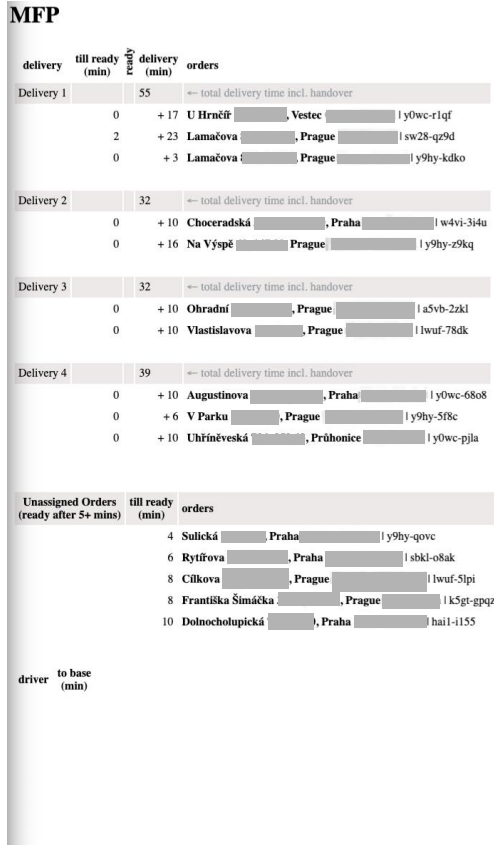 MFP
delivery till ready (min) ready delivery (min) orders
Delivery 1 55 ← total delivery time incl. handover
0 + 17 U Hrnčíř , Vestec | y0wc-r1qf
2 + 23 Lamačova , Prague | sw28-qz9d
0 + 3 Lamačova , Prague | y9hy-kdko
Delivery 2 32 ← total delivery time incl. handover
0 + 10 Choceradská , Praha | w4vi-3i4u
0 + 16 Na Výspě Prague | y9hy-z9kq
Delivery 3 32 ← total delivery time incl. handover
0 + 10 Ohradní , Prague | a5vb-2zkl
0 + 10 Vlastislavova , Prague | lwuf-78dk
Delivery 4 39 ← total delivery time incl. handover
0 + 10 Augustinova , Praha | y0wc-68o8
0 + 6 V Parku , Prague | y9hy-5f8c
0 + 10 Uhříněveská , Průhonice | y0wc-pjla
Unassigned Orders (ready after 5+ mins) till ready (min) orders
4 Sulická , Praha | y9hy-qovc
6 Rytířova , Praha | sbkl-o8ak
8 Cílkova , Prague | lwuf-5lpi
8 Františka Šimáčka , Prague | k5gt-gpqz
10 Dolnocholupická , Praha | hai1-i155
driver to base (min)